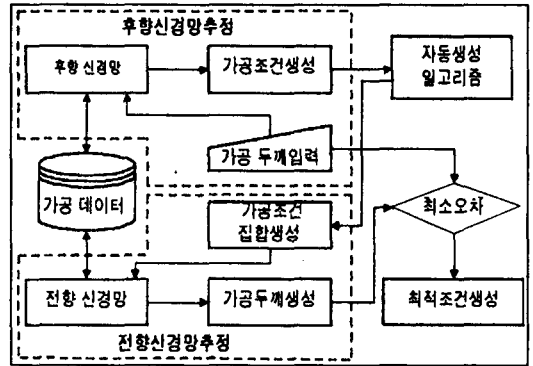 후향신경망추정
후향 신경망
가공조건생성
자동생성
일고리즘
가공 두께입력
가공 데이터
가공조건
집합생성
최소오차
전향 신경망
가공두께생성
최적조건생성
전향신경망추정